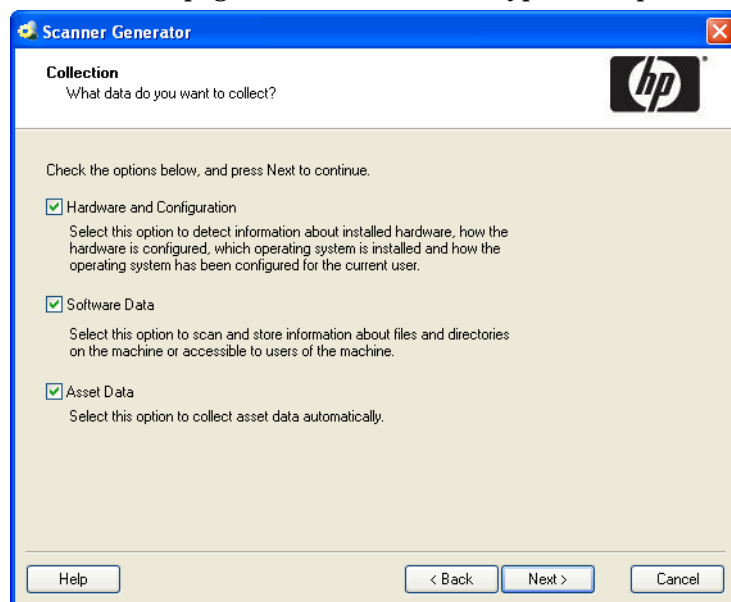 Scanner Generator
Collection
What data do you want to collect?
hp
Check the options below, and press Next to continue.
Hardware and Configuration
Select this option to detect information about installed hardware, how the
hardware is configured, which operating system is installed and how the
operating system has been configured for the current user.
Software Data
Select this option to scan and store information about files and directories
on the machine or accessible to users of the machine.
Asset Data
Select this option to collect asset data automatically.
Help
< Back
Next >
Cancel